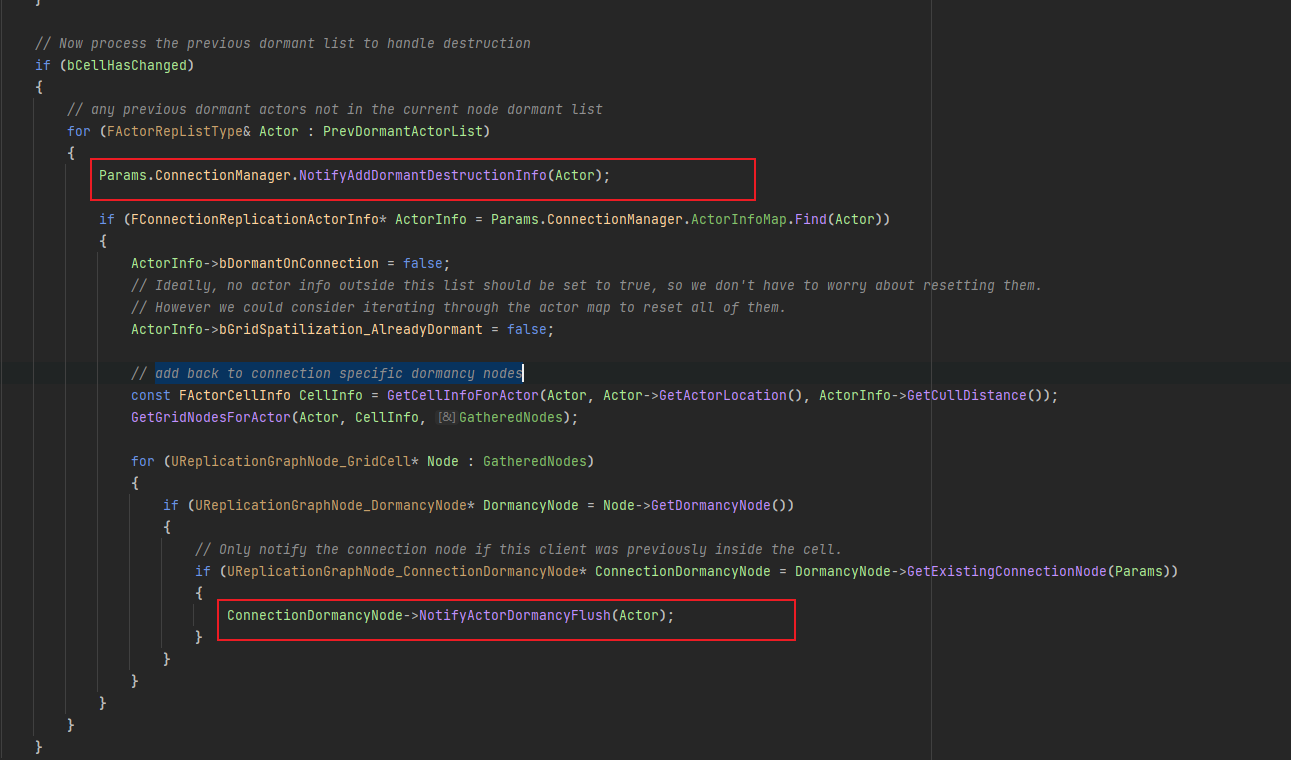 }
// Now process the previous dormant list to handle destruction
if (bCellHasChanged)
{
// any previous dormant actors not in the current node dormant list
for (FActorRepListType& Actor : PrevDormantActorList)
{
Params.ConnectionManager.NotifyAddDormantDestructionInfo(Actor);
if (FConnectionReplicationActorInfo* ActorInfo = Params.ConnectionManager.ActorInfoMap.Find(Actor))
{
ActorInfo->bDormantOnConnection = false;
// Ideally, no actor info outside this list should be set to true, so we don't have to worry about resetting them.
// However we could consider iterating through the actor map to reset all of them.
ActorInfo->bGridSpatilization_AlreadyDormant = false;
// add back to connection specific dormancy nodes
const FActorCellInfo CellInfo = GetCellInfoForActor(Actor, Actor->GetActorLocation(), ActorInfo->GetCullDistance());
GetGridNodesForActor(Actor, CellInfo, [&]GatheredNodes);
for (UReplicationGraphNode_GridCell* Node : GatheredNodes)
{
if (UReplicationGraphNode_DormancyNode* DormancyNode = Node->GetDormancyNode())
{
// Only notify the connection node if this client was previously inside the cell.
if (UReplicationGraphNode_ConnectionDormancyNode* ConnectionDormancyNode = DormancyNode->GetExistingConnectionNode(Params))
{
ConnectionDormancyNode->NotifyActorDormancyFlush(Actor);
}
}
}
}
}
}